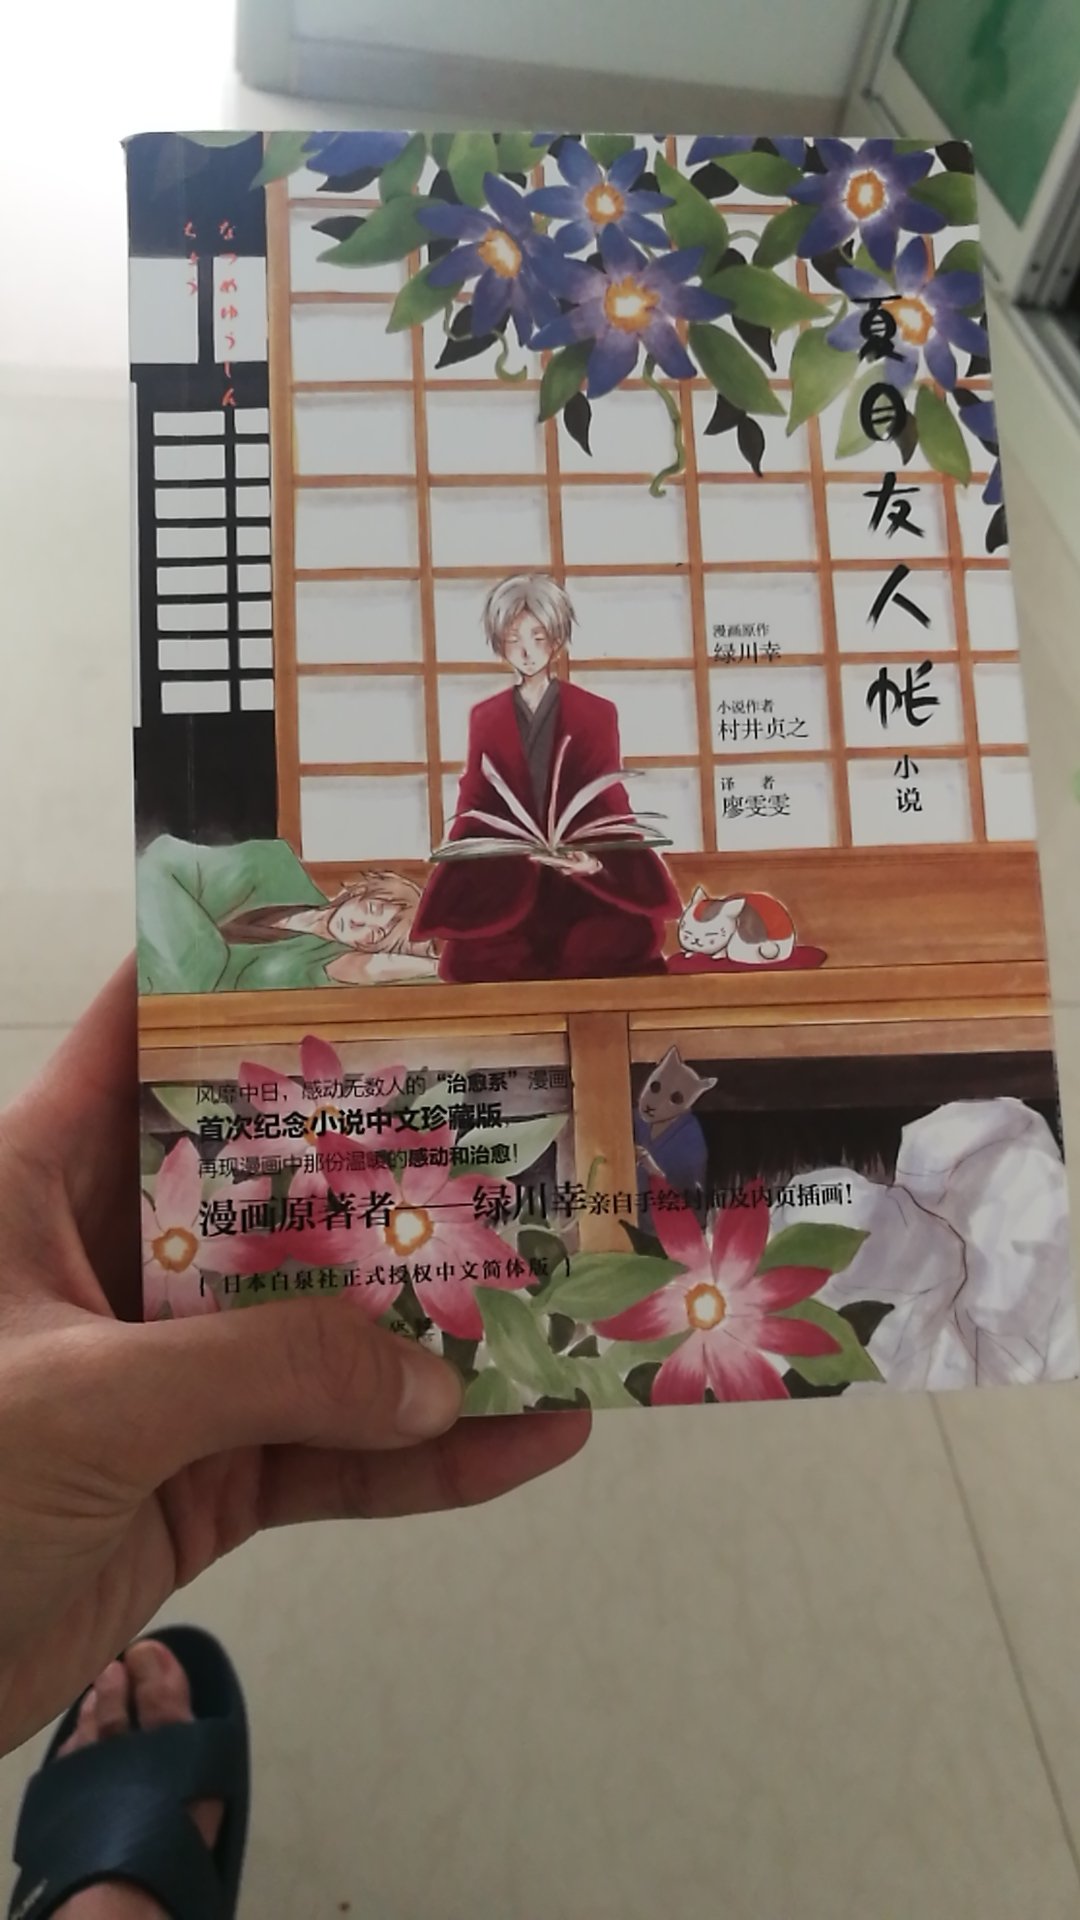 なつめゆうじん
ちょう
夏目友人帐
小说
漫画原作
绿川幸
小说作者
村井贞之
译 者
廖雯雯
风靡中日，感动无数人的“治愈系”漫画，
首次纪念小说中文珍藏版，
再现漫画中那份温暖的感动和治愈！
漫画原著者——绿川幸亲自手绘封面及内页插画！
{ 日本白泉社正式授权中文简体版 }